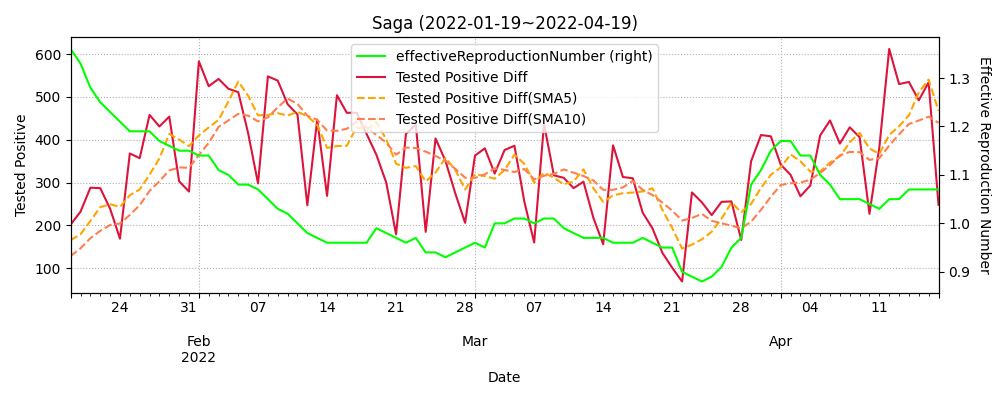 Saga (2022-01-19~2022-04-19)
effectiveReproductionNumber (right)
Tested Positive Diff
Tested Positive Diff(SMA5)
Tested Positive Diff(SMA10)
600
500
400
300
200
100
Tested Positive
1.3
1.2
1.1
1.0
0.9
Effective Reproduction Number
24 31 07 14 21 28 07 14 21 28 04 11
Feb Mar Apr
2022
Date